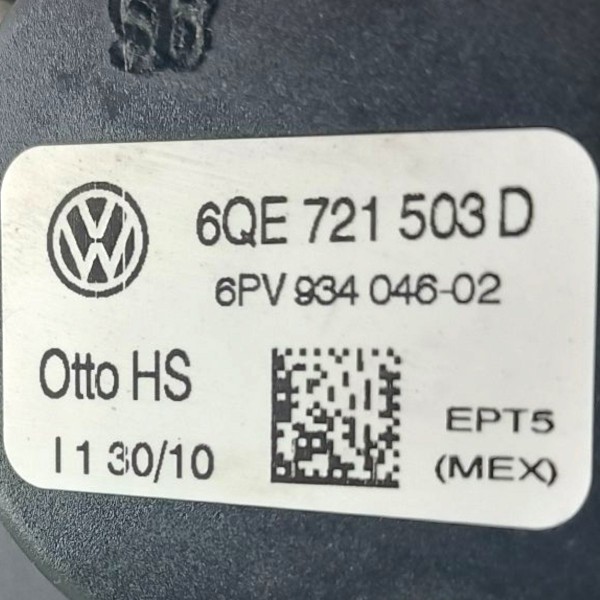 6QE 721 503 D
6PV 934 046-02
Otto HS
I 1 30/10
EPT5
(MEX)